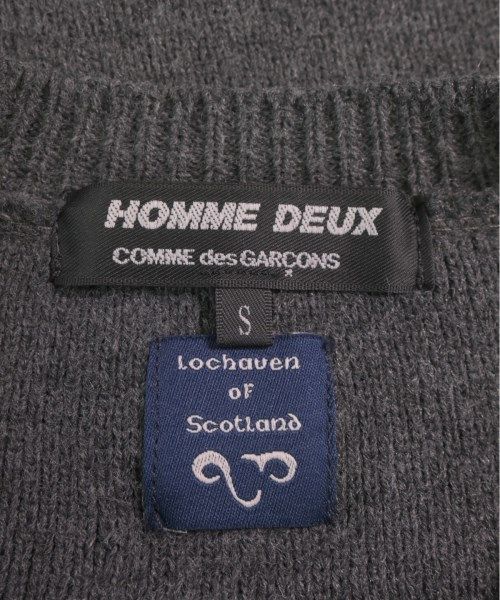 HOMME DEUX
COMME des GARÇONS
S
Lochaven
of
Scotland